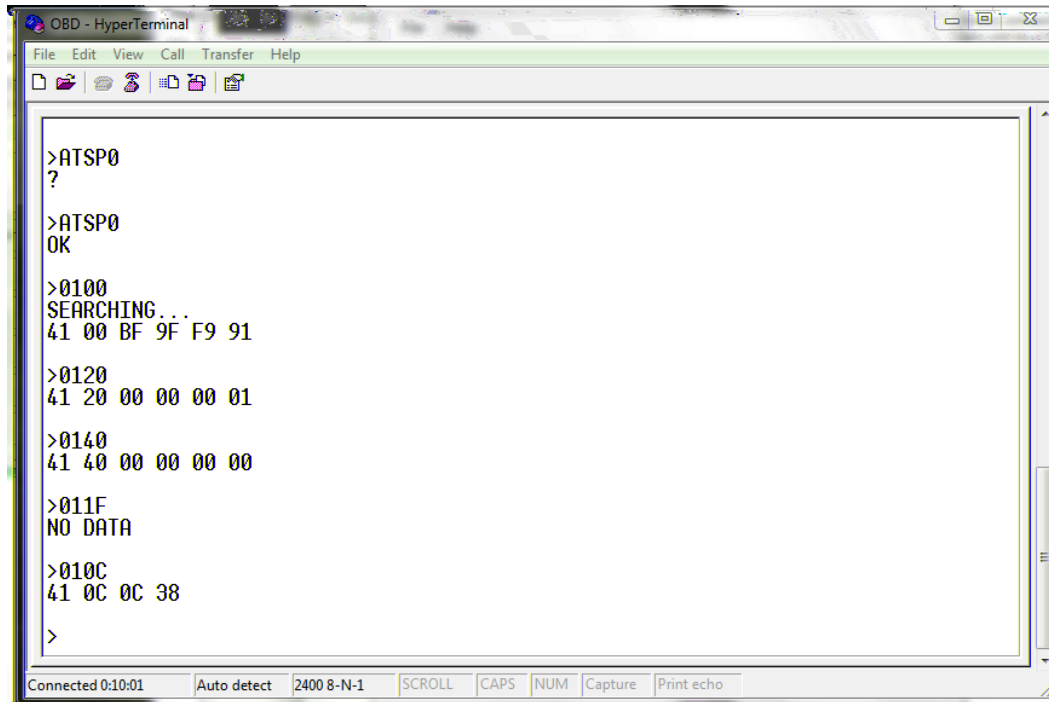 OBD - HyperTerminal
File Edit View Call Transfer Help
>ATSP0
?
>ATSP0
OK
>0100
SEARCHING...
41 00 BF 9F F9 91
>0120
41 20 00 00 00 01
>0140
41 40 00 00 00 00
>011F
NO DATA
>010C
41 0C 0C 38
>
Connected 0:10:01 Auto detect 2400 8-N-1 SCROLL CAPS NUM Capture Print echo